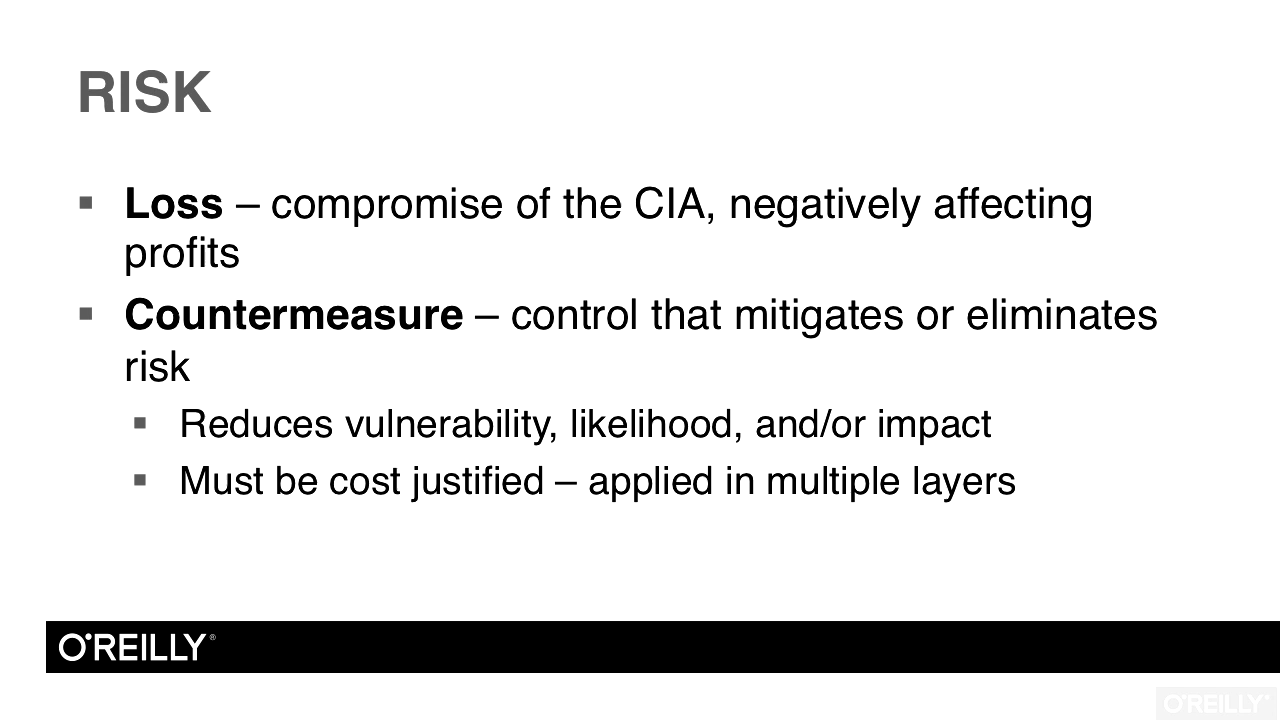 RISK
▪ Loss – compromise of the CIA, negatively affecting
profits
▪ Countermeasure – control that mitigates or eliminates
risk
▪ Reduces vulnerability, likelihood, and/or impact
▪ Must be cost justified – applied in multiple layers
O'REILLY®
O'REILLY®